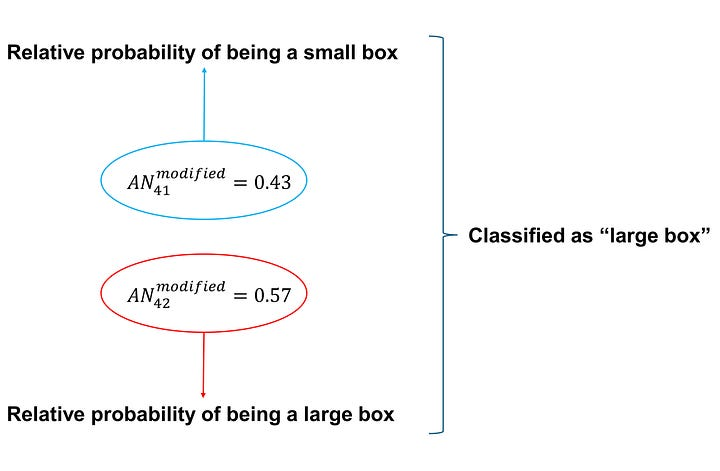 Relative probability of being a small box
AN_{41}^{modified} = 0.43
Classified as “large box”
AN_{42}^{modified} = 0.57
Relative probability of being a large box